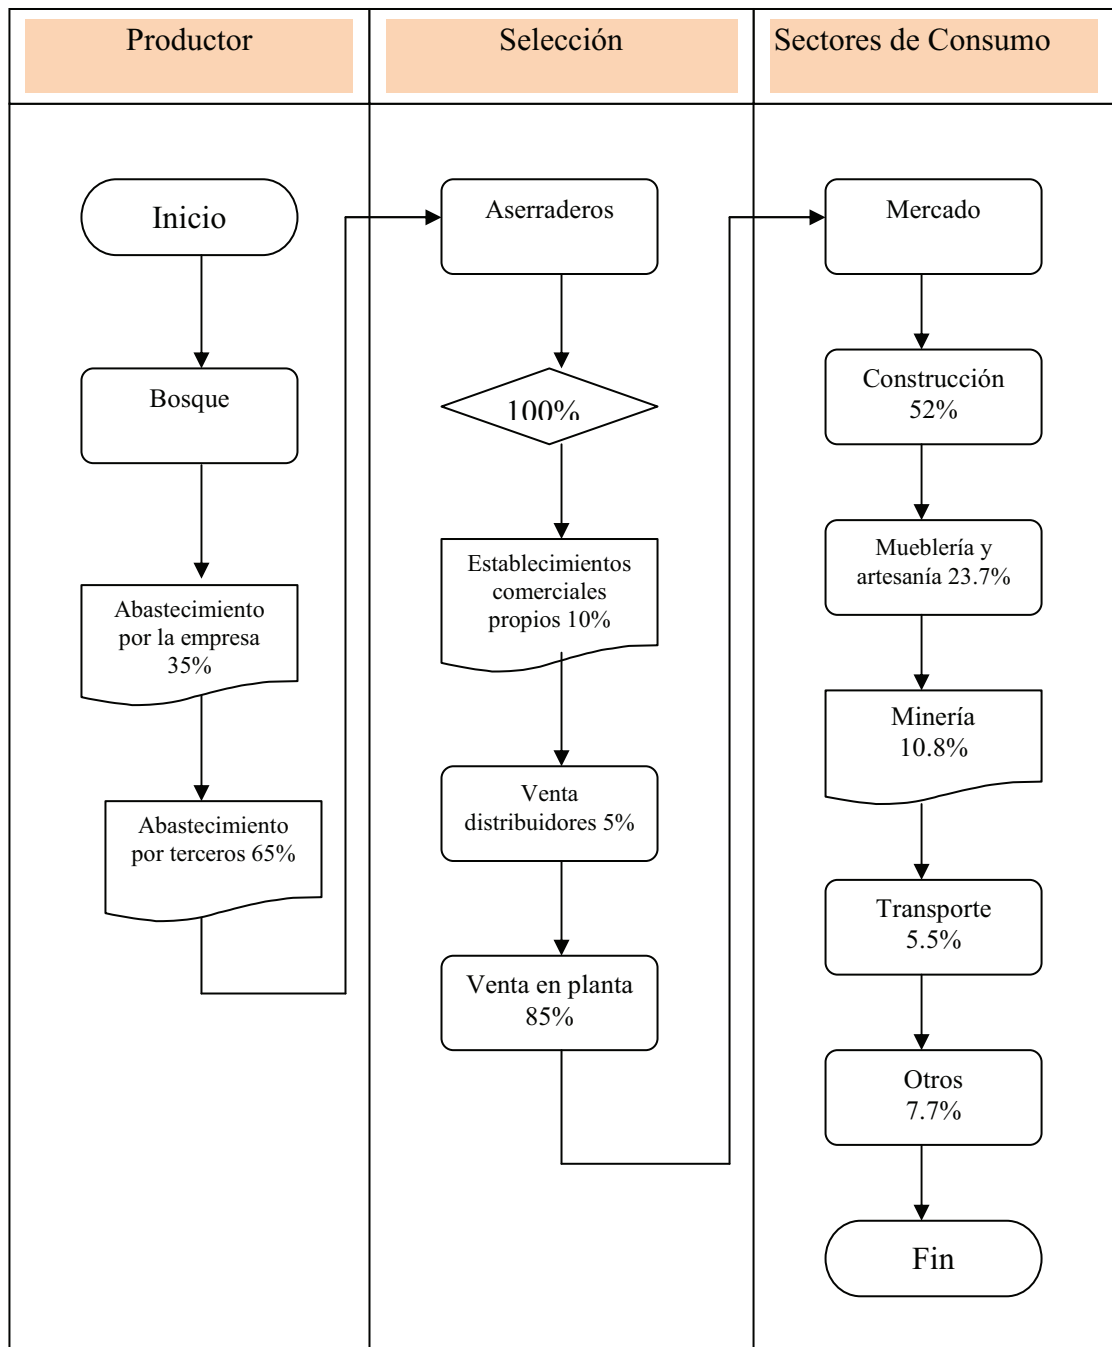 Productor
Selección
Sectores de Consumo
Inicio
Bosque
Abastecimiento
por la empresa
35%
Abastecimiento
por terceros 65%
Aserraderos
100%
Establecimientos
comerciales
propios 10%
Venta
distribuidores 5%
Venta en planta
85%
Mercado
Construcción
52%
Mueblería y
artesanía 23.7%
Minería
10.8%
Transporte
5.5%
Otros
7.7%
Fin